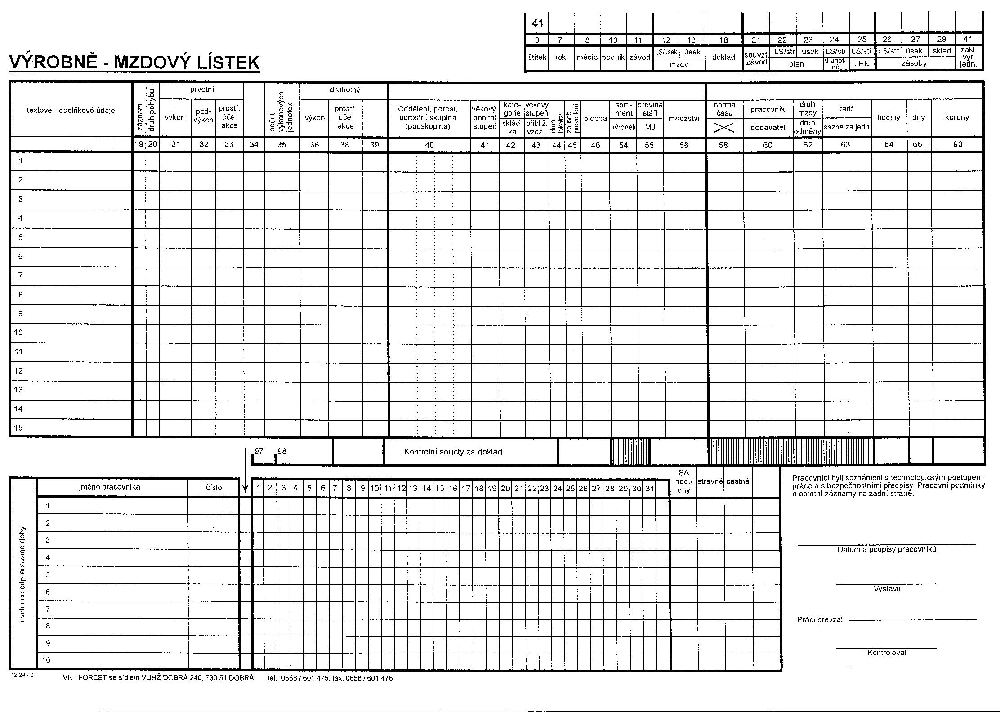 41
3 7 8 10 11 12 13 18 21 22 23 24 25 26 27 29 41
štítek rok měsíc podnik závod LS/úsek úsek mzdy doklad souvzt. závod LS/stř úsek plán LS/stř druhot- ně LS/stř LHE LS/stř úsek sklad zásoby zákl. výr. jedn.
VÝROBNĚ - MZDOVÝ LÍSTEK
textové - doplňkové údaje
záznam
druh pohybu
prvotní
výkon
pod-
výkon
prostř.
účel
akce
počet
výkonových
jednotek
druhotný
výkon
prostř.
účel
akce
Oddělení, porost,
porostní skupina
(podskupina)
věkový,
bonitní
stupeň
kate-
gorie
sklád-
ka
věkový
stupeň
přibliž.
vzdál.
druh
lokalita
způsob
provedení
plocha
sorti-
ment
výrobek
dřevina
stáří
MJ
množství
norma
času
pracovník
dodavatel
druh
mzdy
druh
odměny
tarif
sazba za jedn.
hodiny
dny
koruny
19 20 31 32 33 34 35 36 38 39 40 41 42 43 44 45 46 54 55 56 58 60 62 63 64 66 90
1
2
3
4
5
6
7
8
9
10
11
12
13
14
15
97 98 Kontrolní součty za doklad
evidence odpracované doby
jméno pracovníka číslo 1 2 3 4 5 6 7 8 9 10 11 12 13 14 15 16 17 18 19 20 21 22 23 24 25 26 27 28 29 30 31
SA
hod./
dny
stravné cestné
1
2
3
4
5
6
7
8
9
10
Pracovníci byli seznámeni s technologickým postupem
práce a s bezpečnostními předpisy. Pracovní podmínky
a ostatní záznamy na zadní straně.
Datum a podpisy pracovníků
Vystavil
Práci převzal:
Kontroloval
12 241 0
VK - FOREST se sídlem VÚHŽ DOBRÁ 240, 739 51 DOBRÁ tel.: 0658 / 601 475, fax: 0658 / 601 476